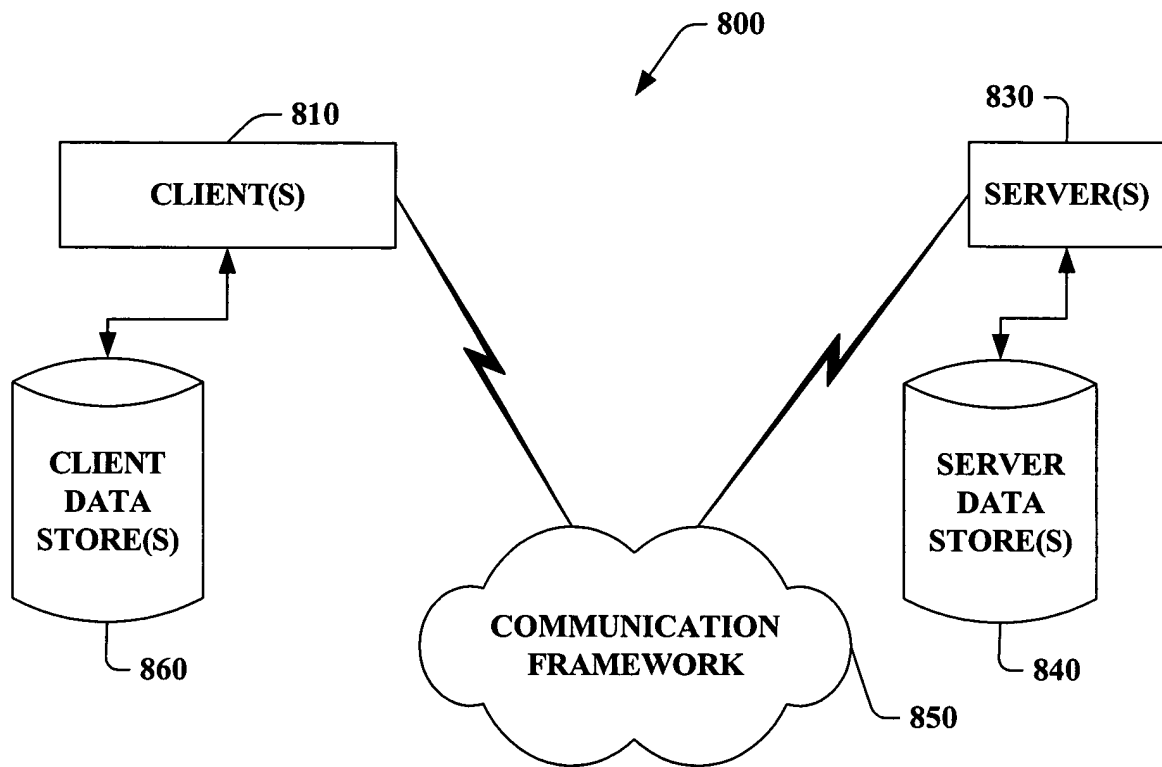 800
810
830
CLIENT(S)
SERVER(S)
CLIENT
DATA
STORE(S)
SERVER
DATA
STORE(S)
COMMUNICATION
FRAMEWORK
860
840
850